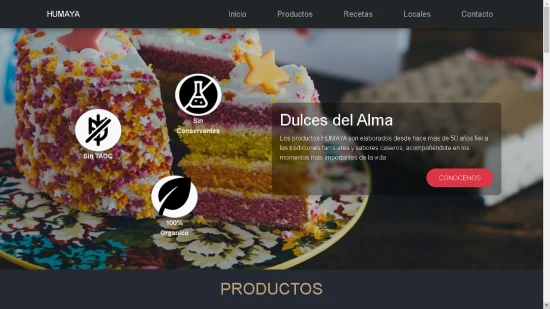 HUMAYA
Inicio
Productos
Recetas
Locales
Contacto
Sin
Conservantes
Sin TACC
100%
Organico
Dulces del Alma
Los productos HUMAYA son elaborados desde hace mas de 50 años fiel a
las tradiciones familiares y sabores caseros, acompañándote en los
momentos más importantes de la vida
CONOCENOS
PRODUCTOS